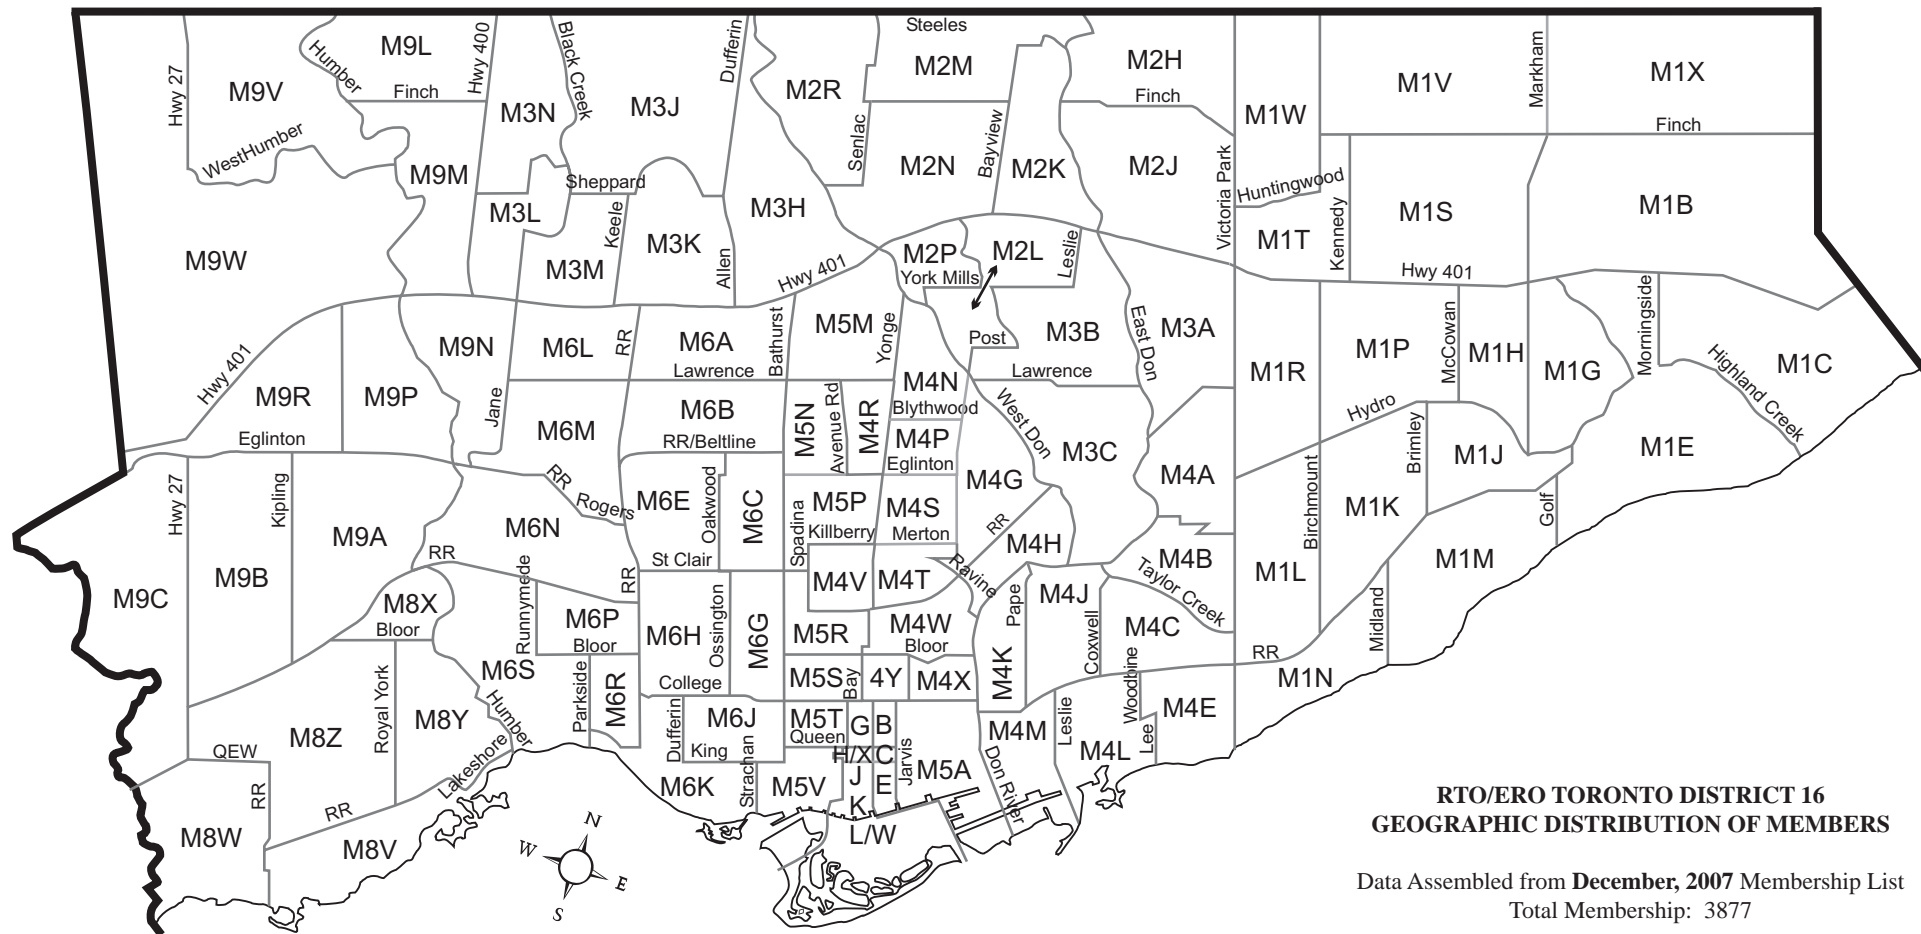 Steeles
M9L
Hwy 400
Black Creek
Dufferin
M2M
M2H
Markham
M1X
Humber
Hwy 27
M9V
Finch
M3N
M3J
M2R
Finch
M1W
M1V
Finch
WestHumber
M9M
Sheppard
Senlac
M2N
Bayview
M2K
M2J
Victoria Park
Huntingwood
M1S
M1B
M3L
Keele
M3H
M9W
M3M
M3K
Allen
Hwy 401
M2P
York Mills
M2L
Leslie
M1T
Kennedy
Hwy 401
Hwy 401
M9N
M6L
RR
M6A
Lawrence
Bathurst
M5M
Yonge
Post
M3B
Lawrence
East Don
M3A
M1R
M1P
McCowan
M1H
M1G
Morningside
Highland Creek
M1C
M9R
M9P
Eglinton
Jane
M6M
M6B
RR/Beltline
M5N
Avenue Rd
M4R
M4N
Blythwood
M4P
Eglinton
West Don
M3C
Hydro
Brimley
M1J
M1E
Hwy 27
Kipling
M9A
RR
Rogers
M6E
Oakwood
M6C
Spadina
M5P
Killberry
M4S
Merton
M4G
RR
M4A
Birchmount
M1K
Golf
M6N
RR
St Clair
RR
M4V
M4T
Ravine
M4H
M4B
Taylor Creek
M1L
M1M
M9C
M9B
M8X
Bloor
Runnymede
M6P
Bloor
M6H
Ossington
M6G
M5R
M4W
Bloor
Pape
M4J
Coxwell
M4C
Midland
M6S
Parkside
M6R
College
M5S
Bay
4Y
M4X
M4K
Woodbine
RR
M1N
Royal York
M8Y
Humber
M8Z
QEW
Dufferin
M6J
King
Strachan
M5T
Queen
G
B
H/X
C
Jarvis
M4M
Leslie
M4L
Lee
M4E
RR
RR
Lakeshore
M6K
M5V
J
E
K
M5A
Don River
L/W
M8W
M8V
N
W
E
S
RTO/ERO TORONTO DISTRICT 16
GEOGRAPHIC DISTRIBUTION OF MEMBERS
Data Assembled from December, 2007 Membership List
Total Membership: 3877